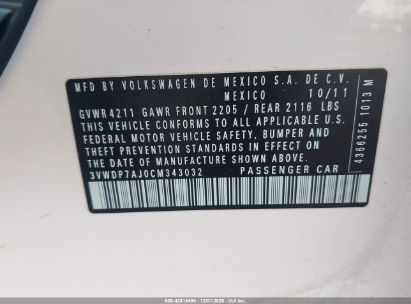 MFD BY VOLKSWAGEN DE MEXICO S.A. DE C.V.
MEXICO 10/11
GVWR 4211 GAWR FRONT 2205 / REAR 2116 LBS
THIS VEHICLE CONFORMS TO ALL APPLICABLE U.S.
FEDERAL MOTOR VEHICLE SAFETY, BUMPER AND
THEFT PREVENTION STANDARDS IN EFFECT ON
THE DATE OF MANUFACTURE SHOWN ABOVE.
3VWDP7AJ0CM343032 PASSENGER CAR
4366255 1013 M